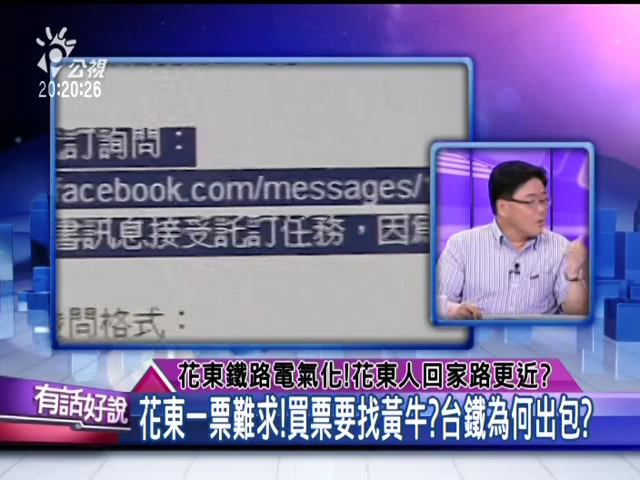 公視
20:20:26
訂詢問：
facebook.com/messages/
書訊息接受託訂任務，因為
問格式：
花東鐵路電氣化!花東人回家路更近?
有話好說
花東一票難求!買票要找黃牛?台鐵為何出包?